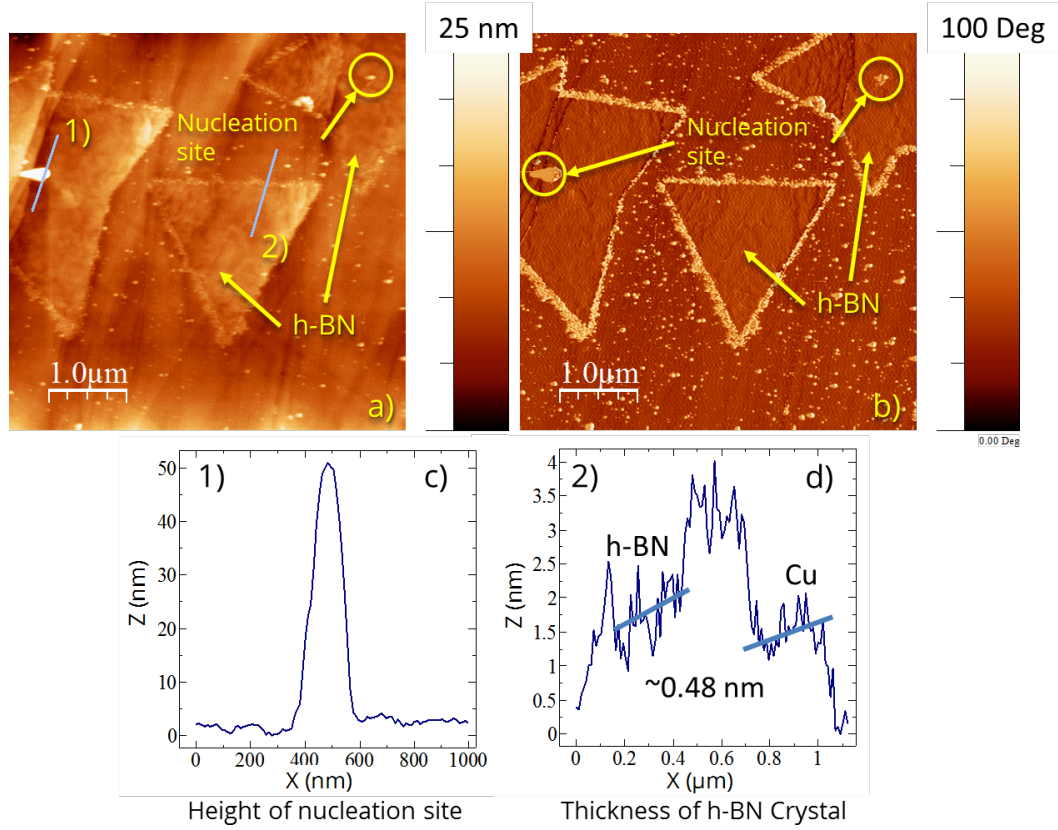 25 nm
100 Deg
1)
Nucleation
site
2)
h-BN
1.0µm
a)
Nucleation
site
h-BN
1.0µm
b)
0.00 Deg
1)
c)
50
40
30
20
10
0
Z (nm)
0 200 400 600 800 1000
X (nm)
Height of nucleation site
2)
d)
4
3.5
3
2.5
2
1.5
1
0.5
0
Z (nm)
h-BN
Cu
~0.48 nm
0 0.2 0.4 0.6 0.8 1
X (µm)
Thickness of h-BN Crystal